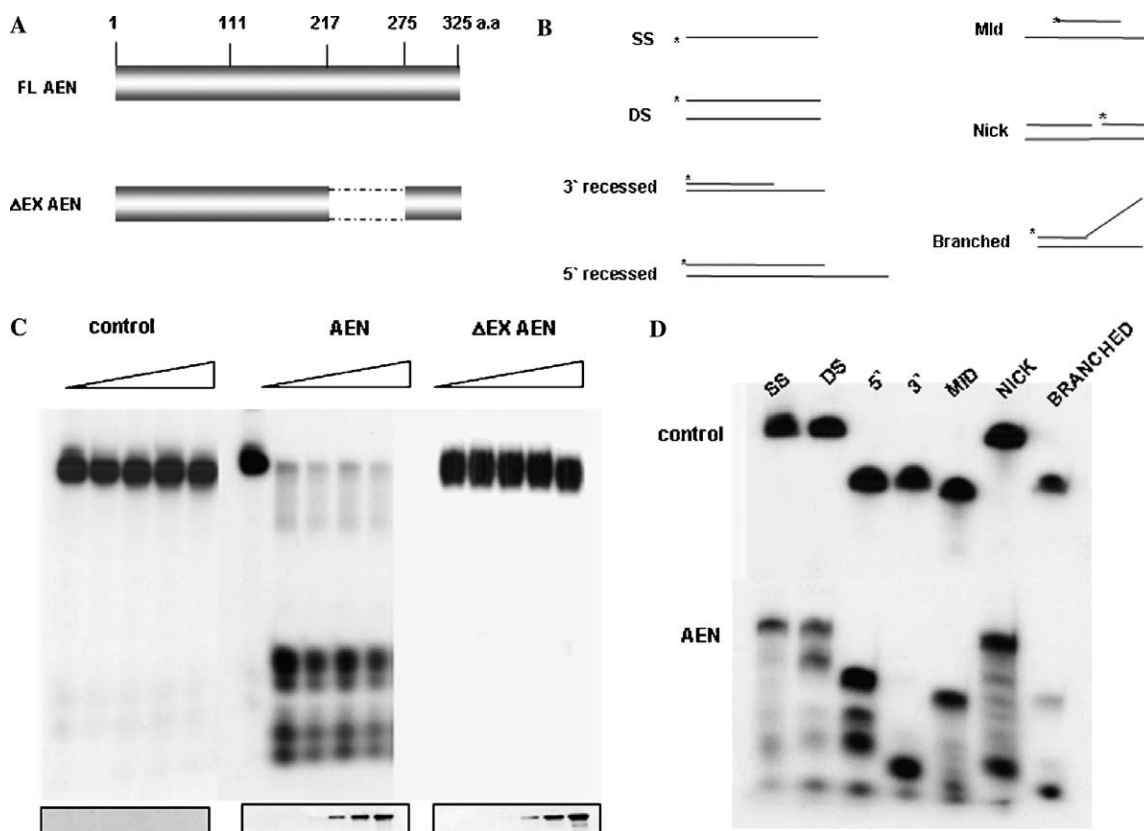 A
1 111 217 275 325 a.a
FL AEN
ΔEX AEN
B
* SS
* DS
* 3` recessed
* 5` recessed
* Mid
* Nick
* Branched
C
control AEN ΔEX AEN
D
SS DS 5` 3` MID NICK BRANCHED
control
AEN